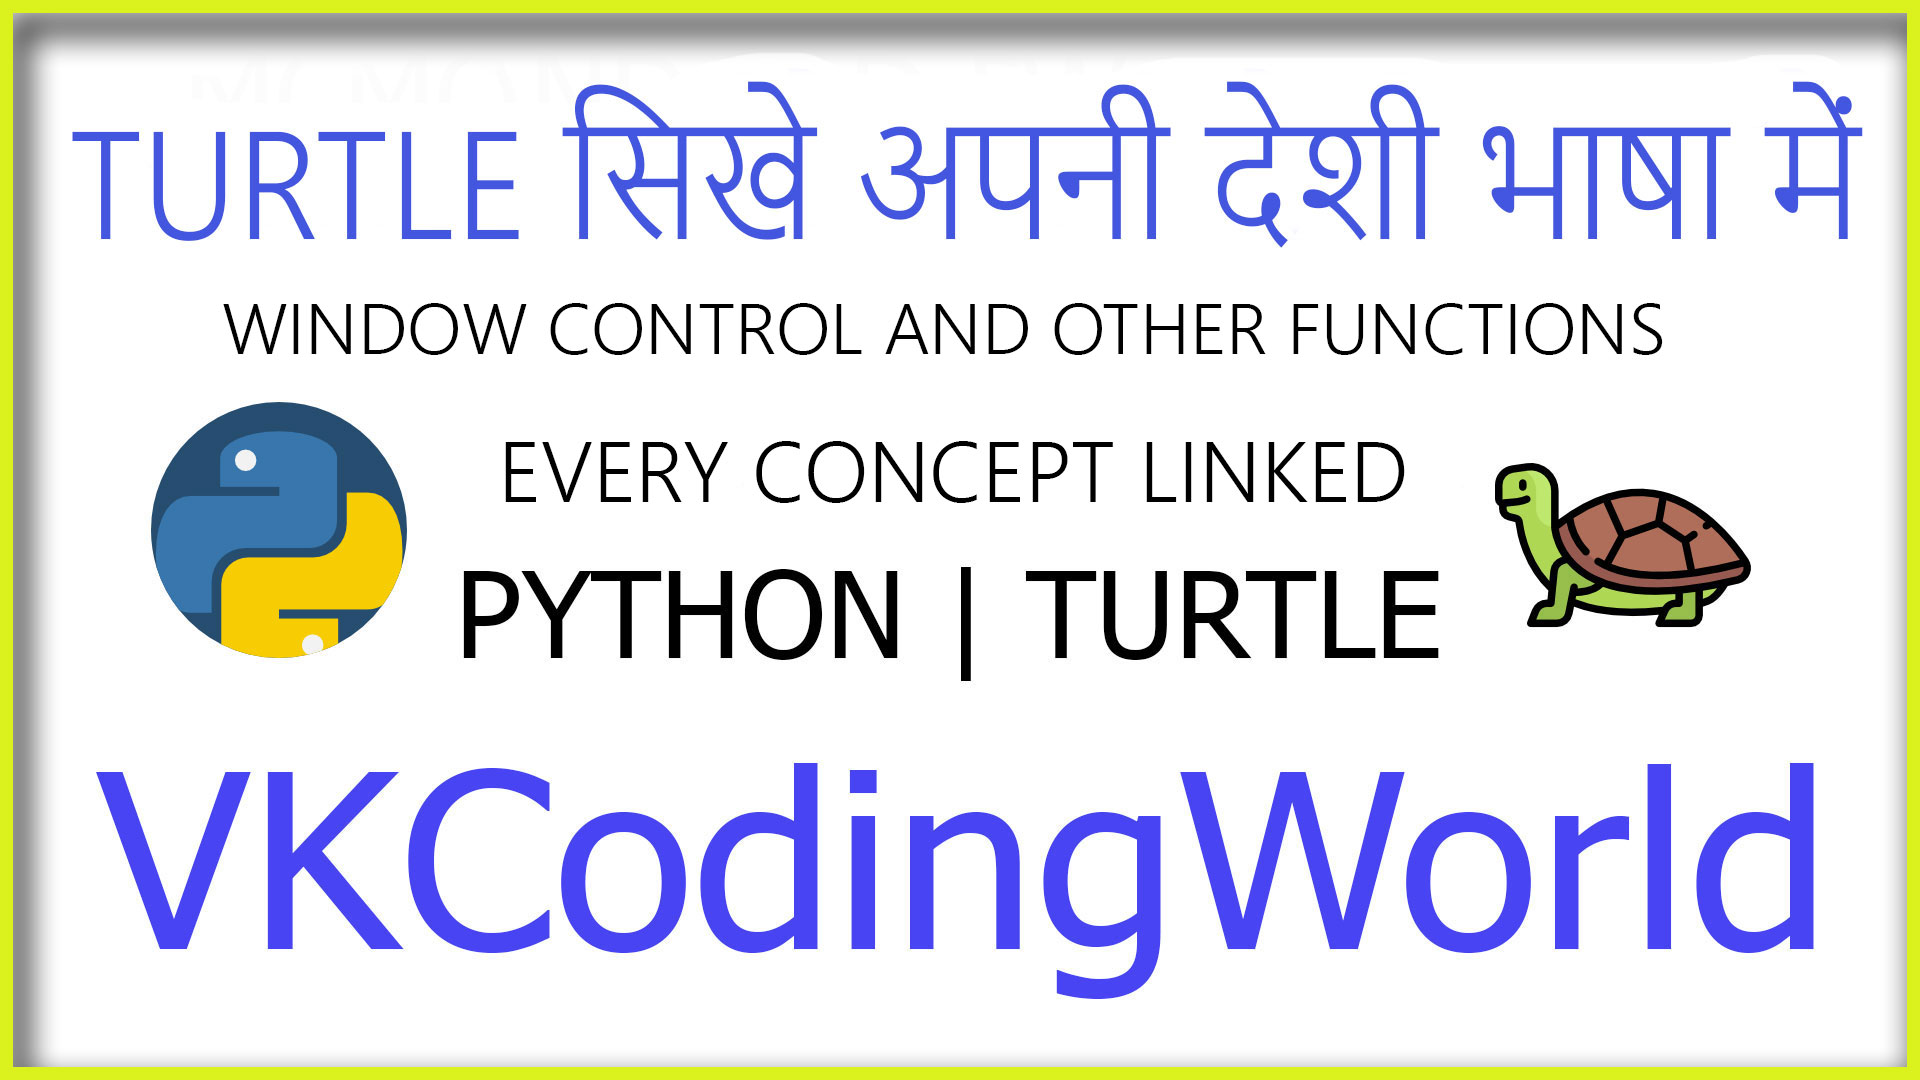 TURTLE सिखे अपनी देशी भाषा में
WINDOW CONTROL AND OTHER FUNCTIONS
EVERY CONCEPT LINKED
PYTHON | TURTLE
VKCodingWorld